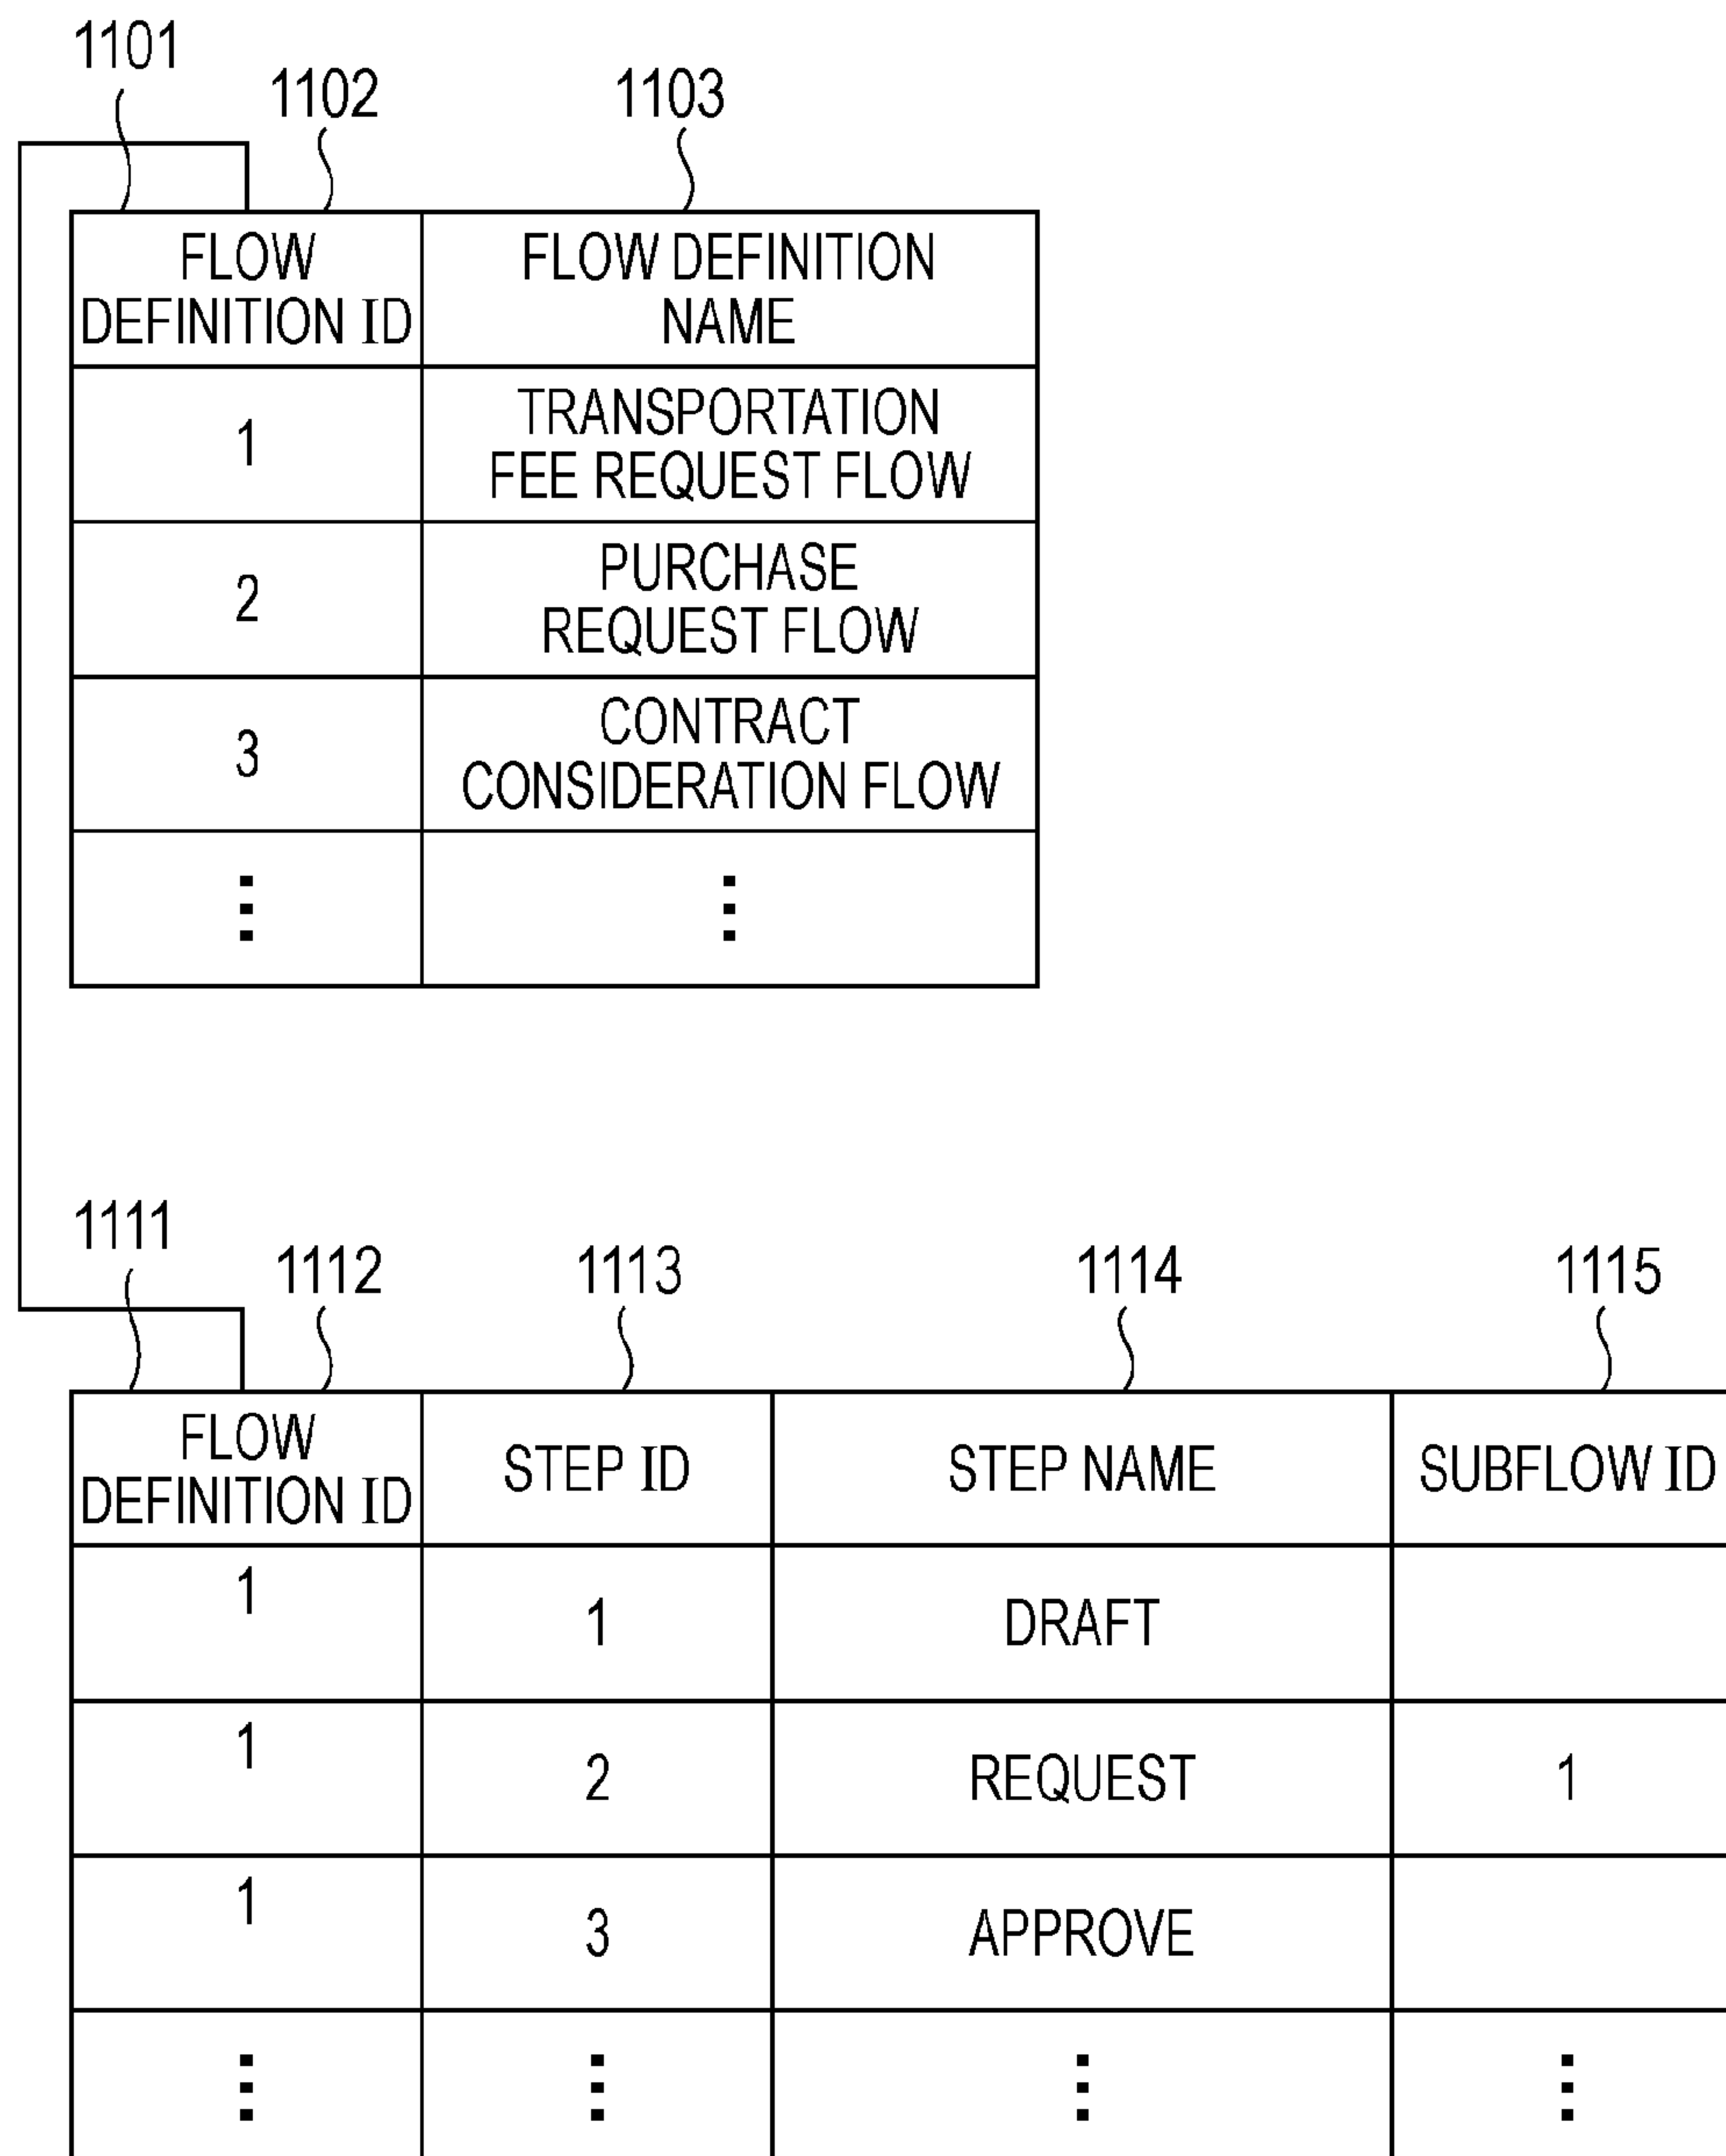 1101
1102
1103
FLOW
DEFINITION ID
FLOW DEFINITION
NAME
1
TRANSPORTATION
FEE REQUEST FLOW
2
PURCHASE
REQUEST FLOW
3
CONTRACT
CONSIDERATION FLOW
1111
1112
1113
1114
1115
FLOW
DEFINITION ID
STEP ID
STEP NAME
SUBFLOW ID
1
1
DRAFT
1
2
REQUEST
1
1
3
APPROVE